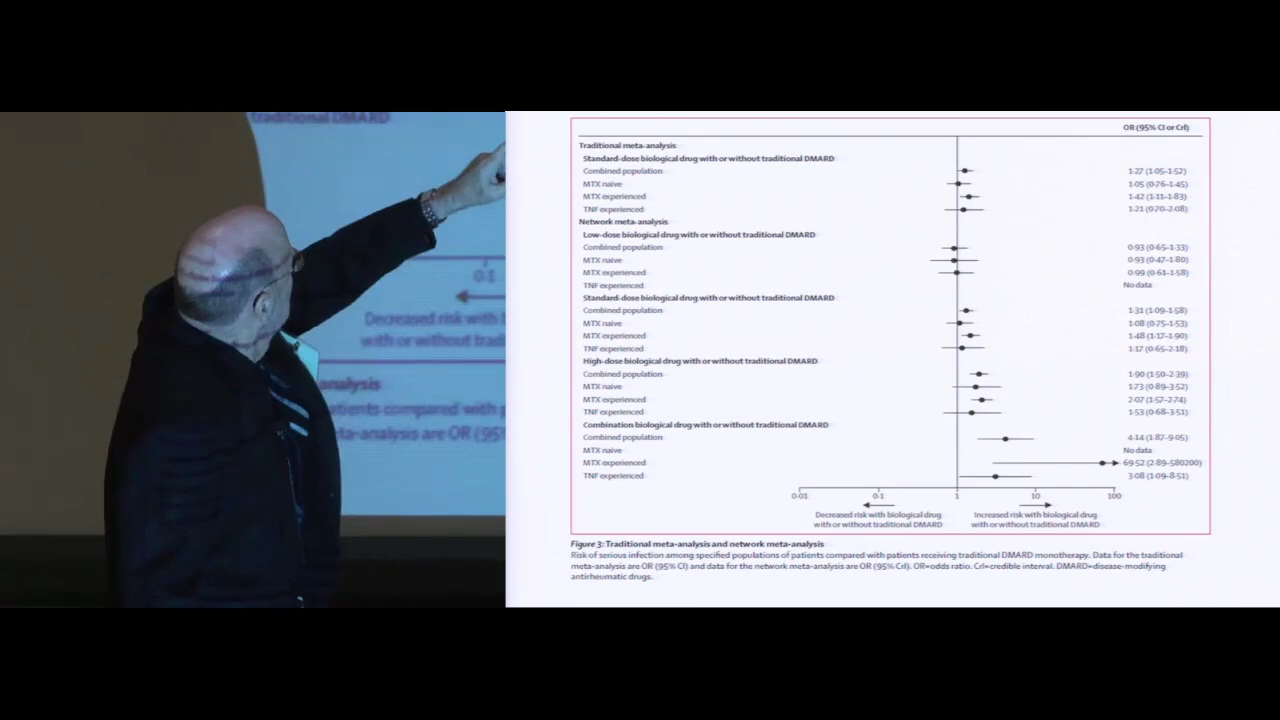 traditional DMARD
0·1
Decreased risk with
with or without trad
analysis
atients compared with p
eta-analysis are OR (95%
OR (95% CI or CrI)
Traditional meta-analysis
Standard-dose biological drug with or without traditional DMARD
Combined population 1·27 (1·05–1·52)
MTX naive 1·05 (0·76–1·45)
MTX experienced 1·42 (1·11–1·83)
TNF experienced 1·21 (0·70–2·08)
Network meta-analysis
Low-dose biological drug with or without traditional DMARD
Combined population 0·93 (0·65–1·33)
MTX naive 0·93 (0·47–1·80)
MTX experienced 0·99 (0·61–1·58)
TNF experienced No data
Standard-dose biological drug with or without traditional DMARD
Combined population 1·31 (1·09–1·58)
MTX naive 1·08 (0·75–1·53)
MTX experienced 1·48 (1·17–1·90)
TNF experienced 1·17 (0·65–2·18)
High-dose biological drug with or without traditional DMARD
Combined population 1·90 (1·50–2·39)
MTX naive 1·73 (0·89–3·52)
MTX experienced 2·07 (1·57–2·74)
TNF experienced 1·53 (0·68–3·51)
Combination biological drug with or without traditional DMARD
Combined population 4·14 (1·87–9·05)
MTX naive No data
MTX experienced 69·52 (2·89–580200)
TNF experienced 3·08 (1·09–8·51)
0·01 0·1 1 10 100
Decreased risk with biological drug Increased risk with biological drug
with or without traditional DMARD with or without traditional DMARD
Figure 3: Traditional meta-analysis and network meta-analysis
Risk of serious infection among specified populations of patients compared with patients receiving traditional DMARD monotherapy. Data for the traditional
meta-analysis are OR (95% CI) and data for the network meta-analysis are OR (95% CrI). OR=odds ratio. CrI=credible interval. DMARD=disease-modifying
antirheumatic drugs.